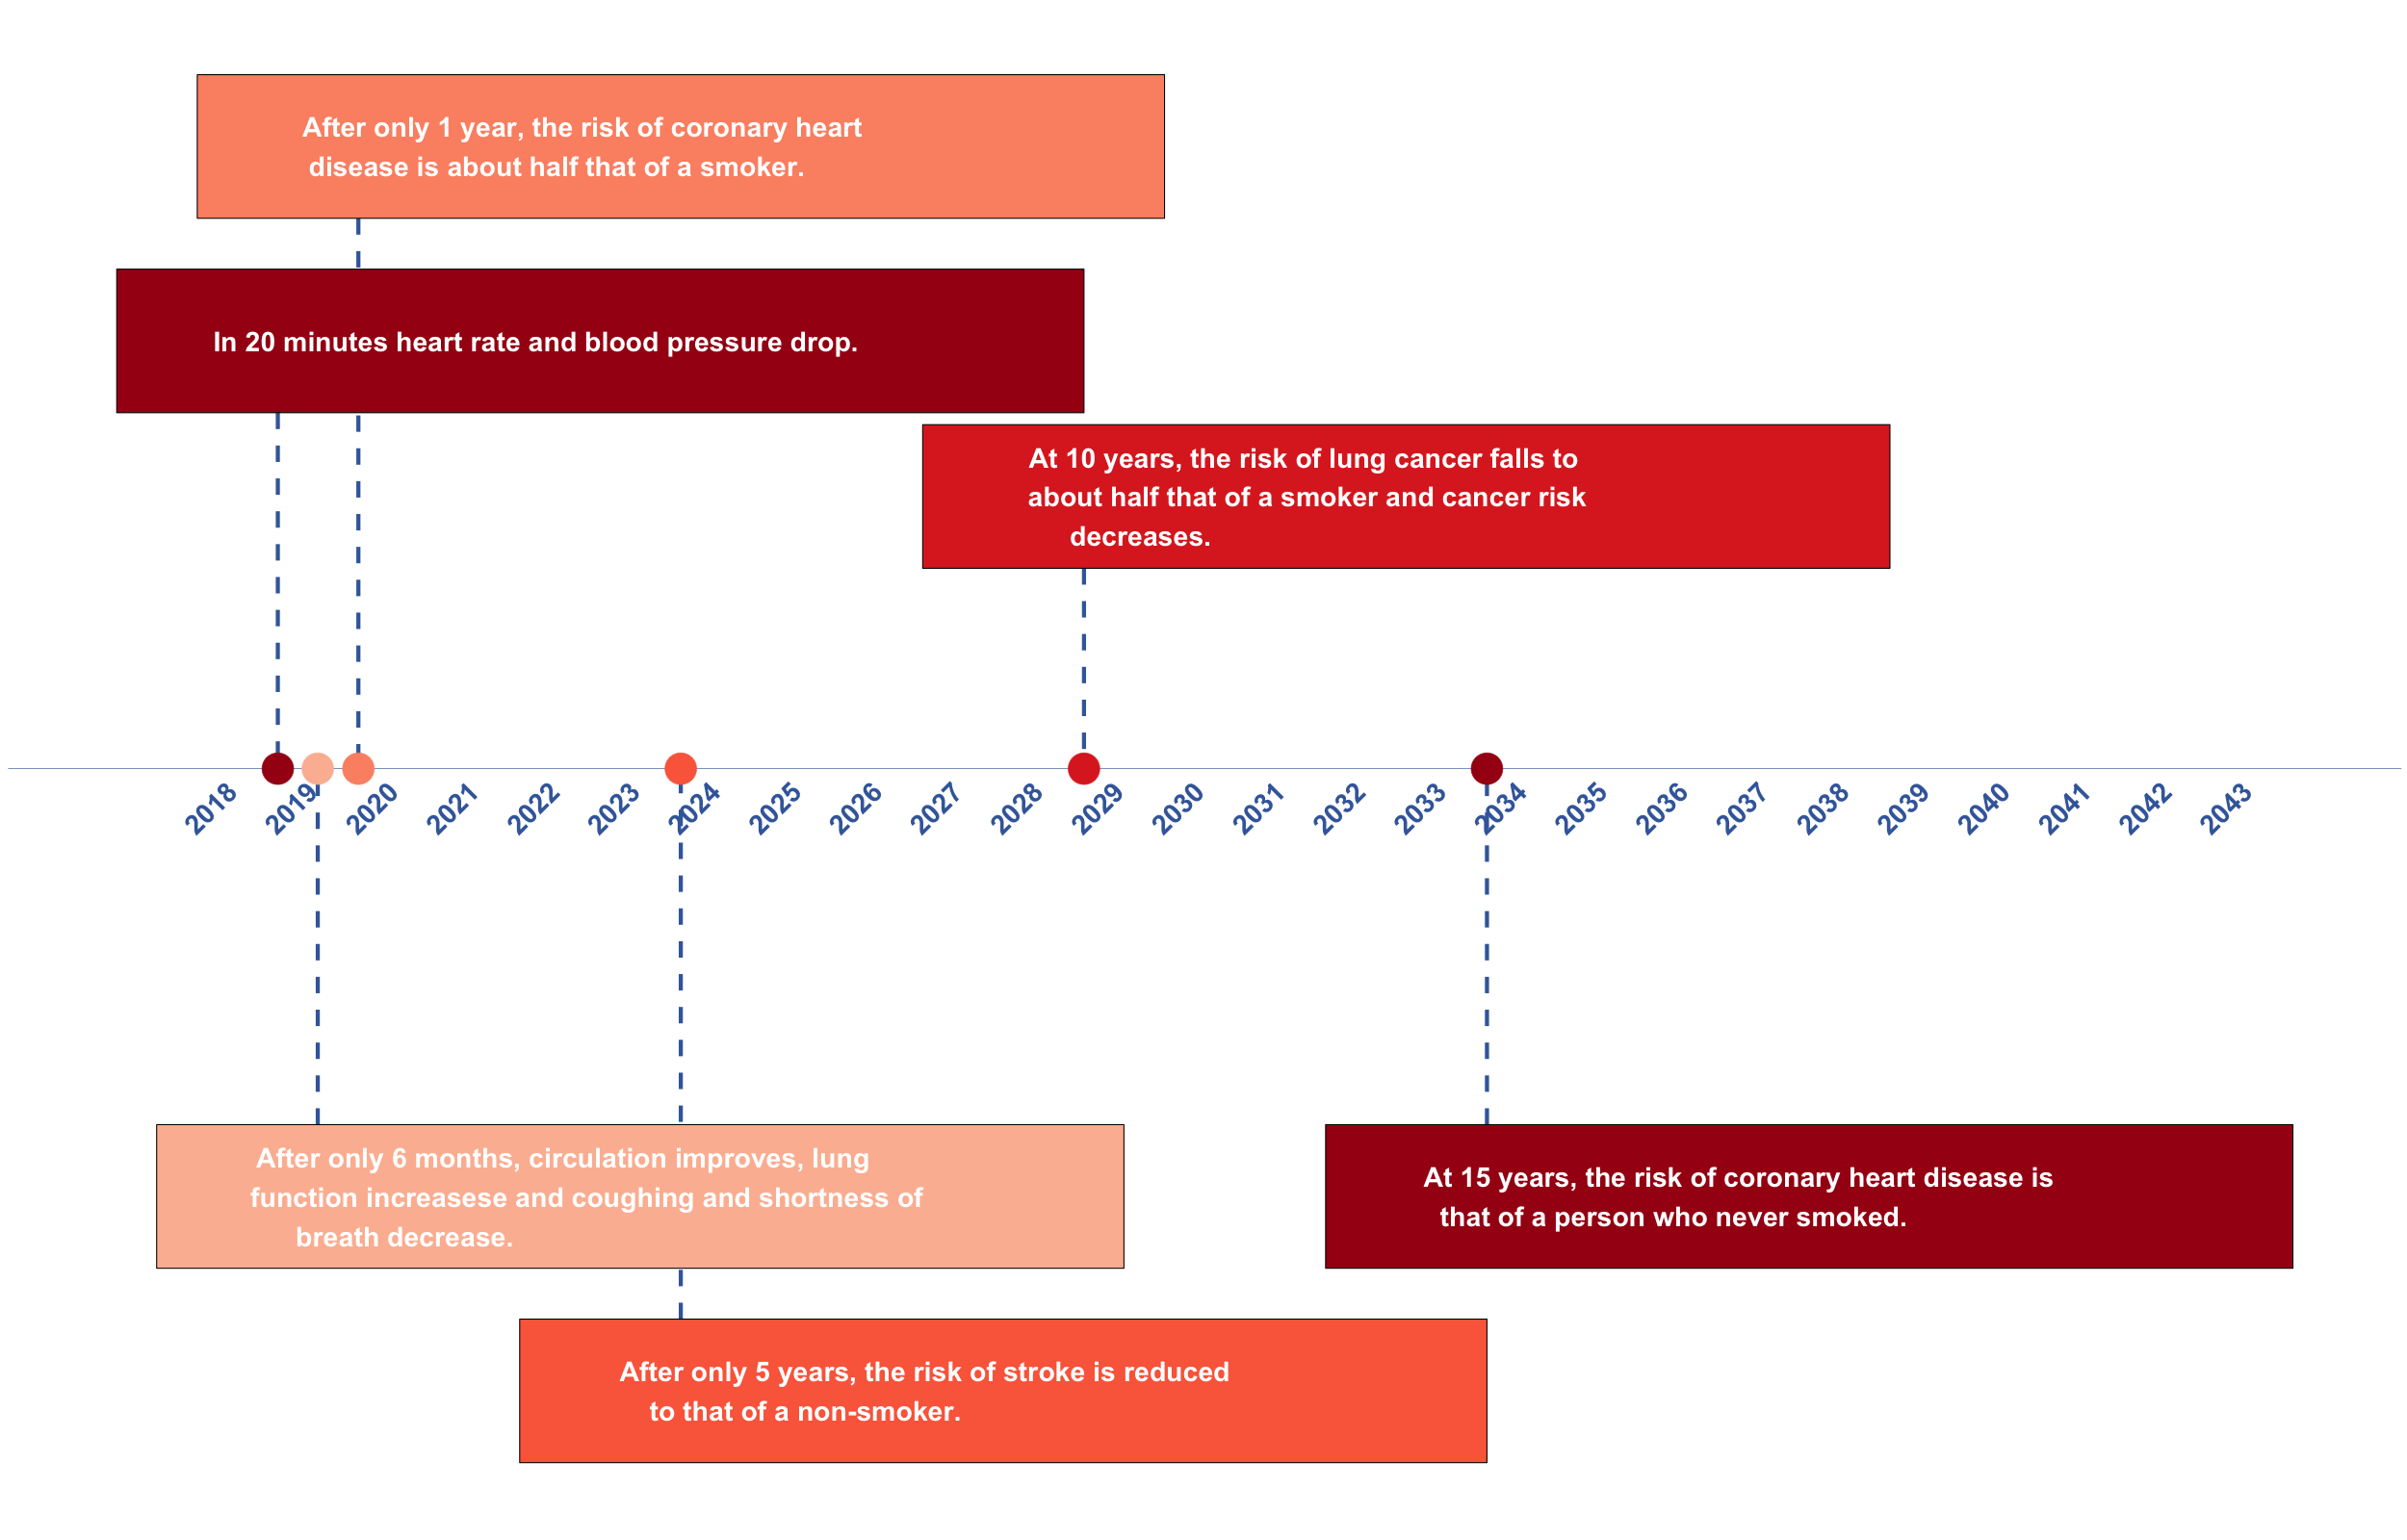 After only 1 year, the risk of coronary heart
disease is about half that of a smoker.
In 20 minutes heart rate and blood pressure drop.
At 10 years, the risk of lung cancer falls to
about half that of a smoker and cancer risk
decreases.
2018
2019
2020
2021
2022
2023
2024
2025
2026
2027
2028
2029
2030
2031
2032
2033
2034
2035
2036
2037
2038
2039
2040
2041
2042
2043
After only 6 months, circulation improves, lung
function increasese and coughing and shortness of
breath decrease.
At 15 years, the risk of coronary heart disease is
that of a person who never smoked.
After only 5 years, the risk of stroke is reduced
to that of a non-smoker.